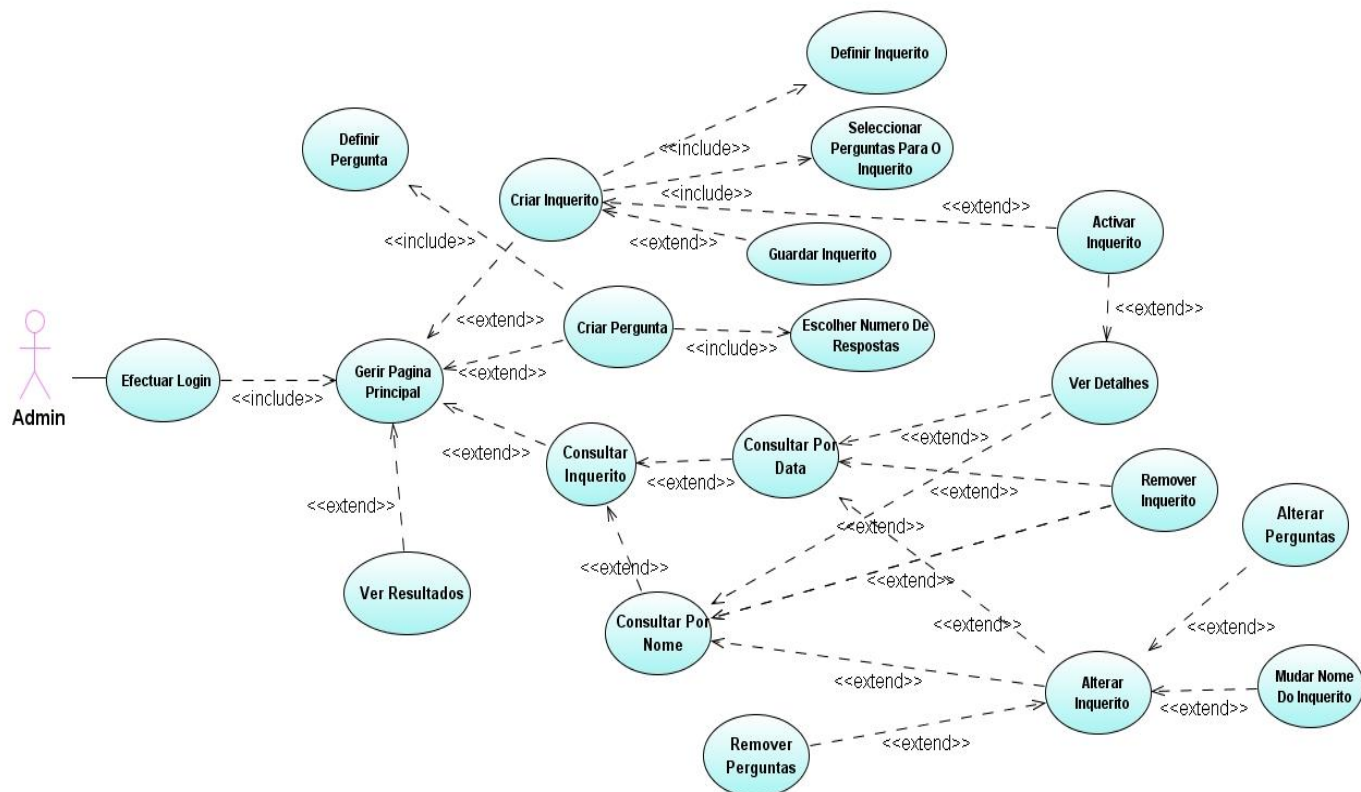 Definir Inquerito
Definir
Pergunta
<<include>>
Seleccionar
Perguntas Para O
Inquerito
Criar Inquerito
<<include>>
<<extend>>
Activar
Inquerito
<<include>>
<<extend>>
Guardar Inquerito
<<extend>>
Criar Pergunta
Escolher Numero De
Respostas
<<extend>>
<<include>>
Admin
Efectuar Login
<<include>>
Gerir Pagina
Principal
<<extend>>
Ver Detalhes
<<extend>>
Consultar
Inquerito
<<extend>>
Consultar Por
Data
<<extend>>
<<extend>>
Remover
Inquerito
<<extend>>
Ver Resultados
<<extend>>
<<extend>>
<<extend>>
Alterar
Perguntas
Consultar Por
Nome
<<extend>>
<<extend>>
<<extend>>
Alterar
Inquerito
<<extend>>
Mudar Nome
Do Inquerito
Remover
Perguntas
<<extend>>